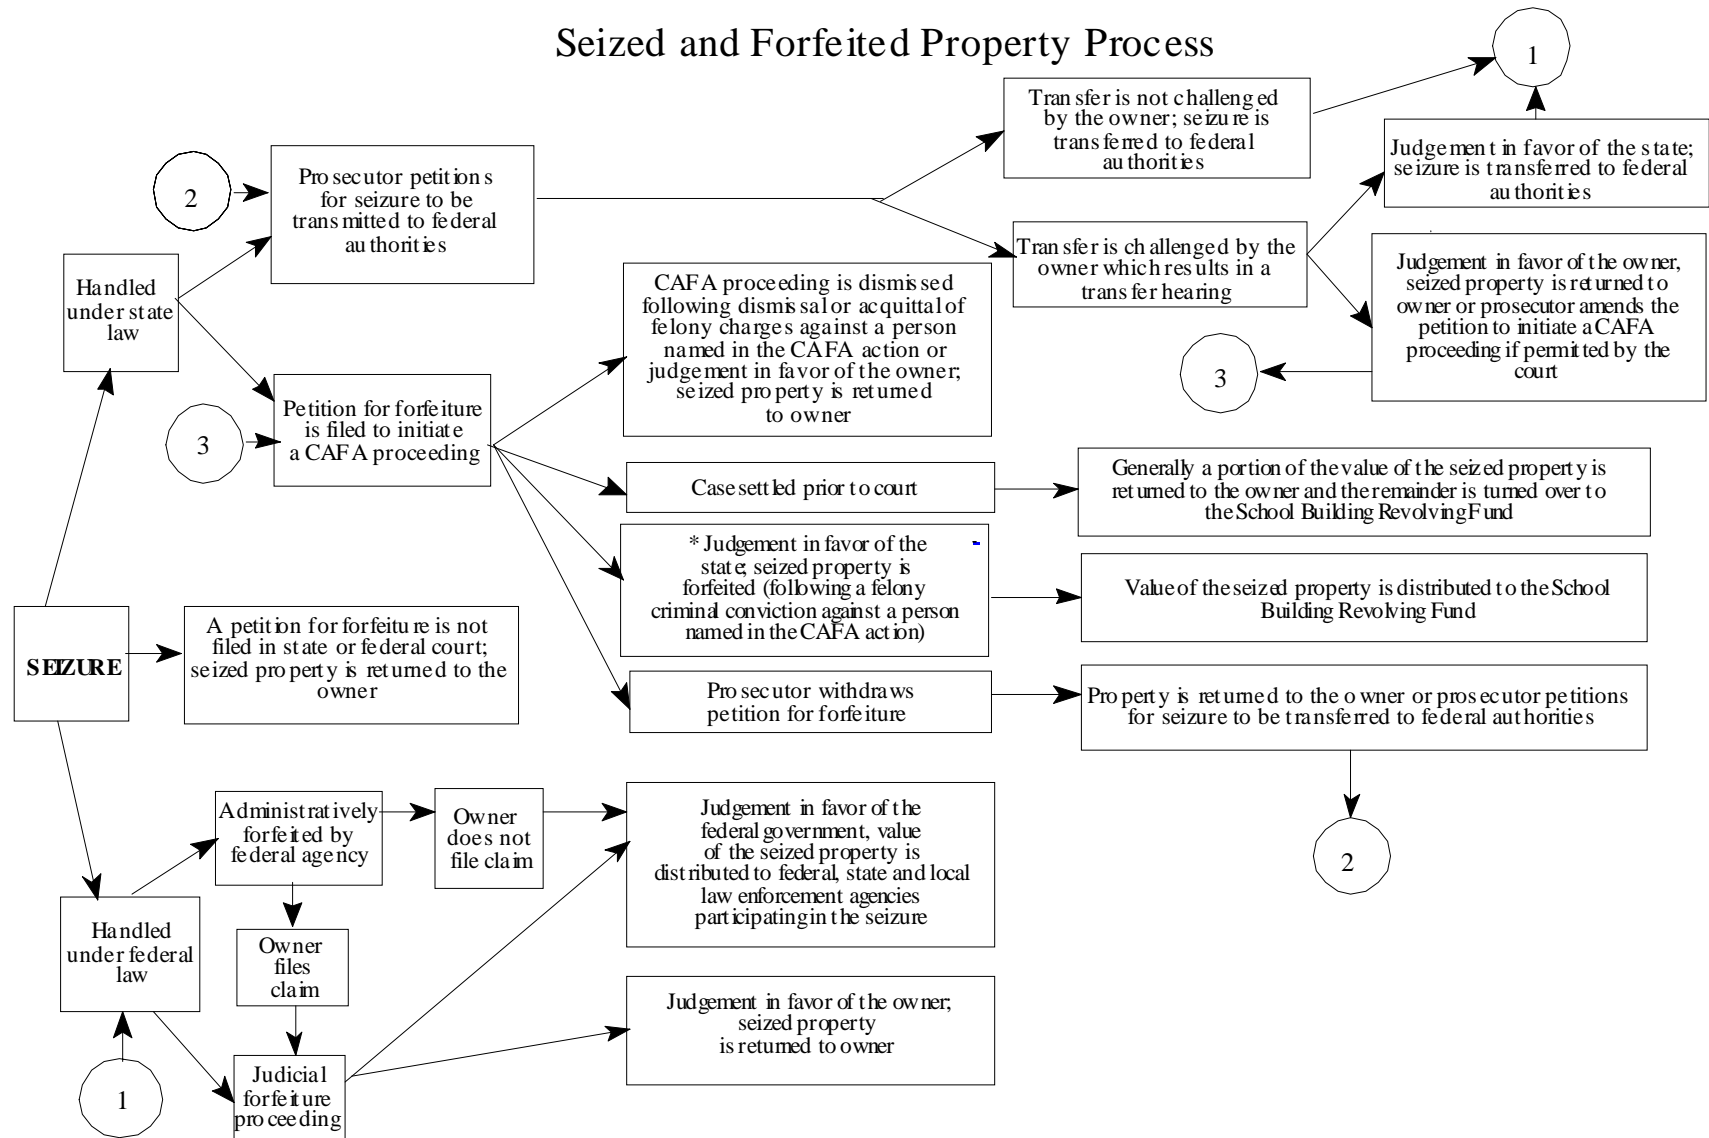 Seized and Forfeited Property Process
1
Transfer is not challenged
by the owner; seizure is
transferred to federal
authorities
Judgement in favor of the state;
seizure is transferred to federal
authorities
2
Prosecutor petitions
for seizure to be
transmitted to federal
authorities
Transfer is challenged by the
owner which results in a
transfer hearing
Judgement in favor of the owner,
seized property is returned to
owner or prosecutor amends the
petition to initiate a CAFA
proceeding if permitted by the
court
3
Handled
under state
law
CAFA proceeding is dismissed
following dismissal or acquittal of
felony charges against a person
named in the CAFA action or
judgement in favor of the owner;
seized property is returned
to owner
3
Petition for forfeiture
is filed to initiate
a CAFA proceeding
Case settled prior to court
Generally a portion of the value of the seized property is
returned to the owner and the remainder is turned over to
the School Building Revolving Fund
* Judgement in favor of the
state; seized property is
forfeited (following a felony
criminal conviction against a person
named in the CAFA action)
Value of the seized property is distributed to the School
Building Revolving Fund
SEIZURE
A petition for forfeiture is not
filed in state or federal court;
seized property is returned to the
owner
Prosecutor withdraws
petition for forfeiture
Property is returned to the owner or prosecutor petitions
for seizure to be transferred to federal authorities
2
Administratively
forfeited by
federal agency
Owner
does not
file claim
Judgement in favor of the
federal government, value
of the seized property is
distributed to federal, state and local
law enforcement agencies
participating in the seizure
Handled
under federal
law
Owner
files
claim
Judgement in favor of the owner;
seized property
is returned to owner
1
Judicial
forfeiture
proceeding